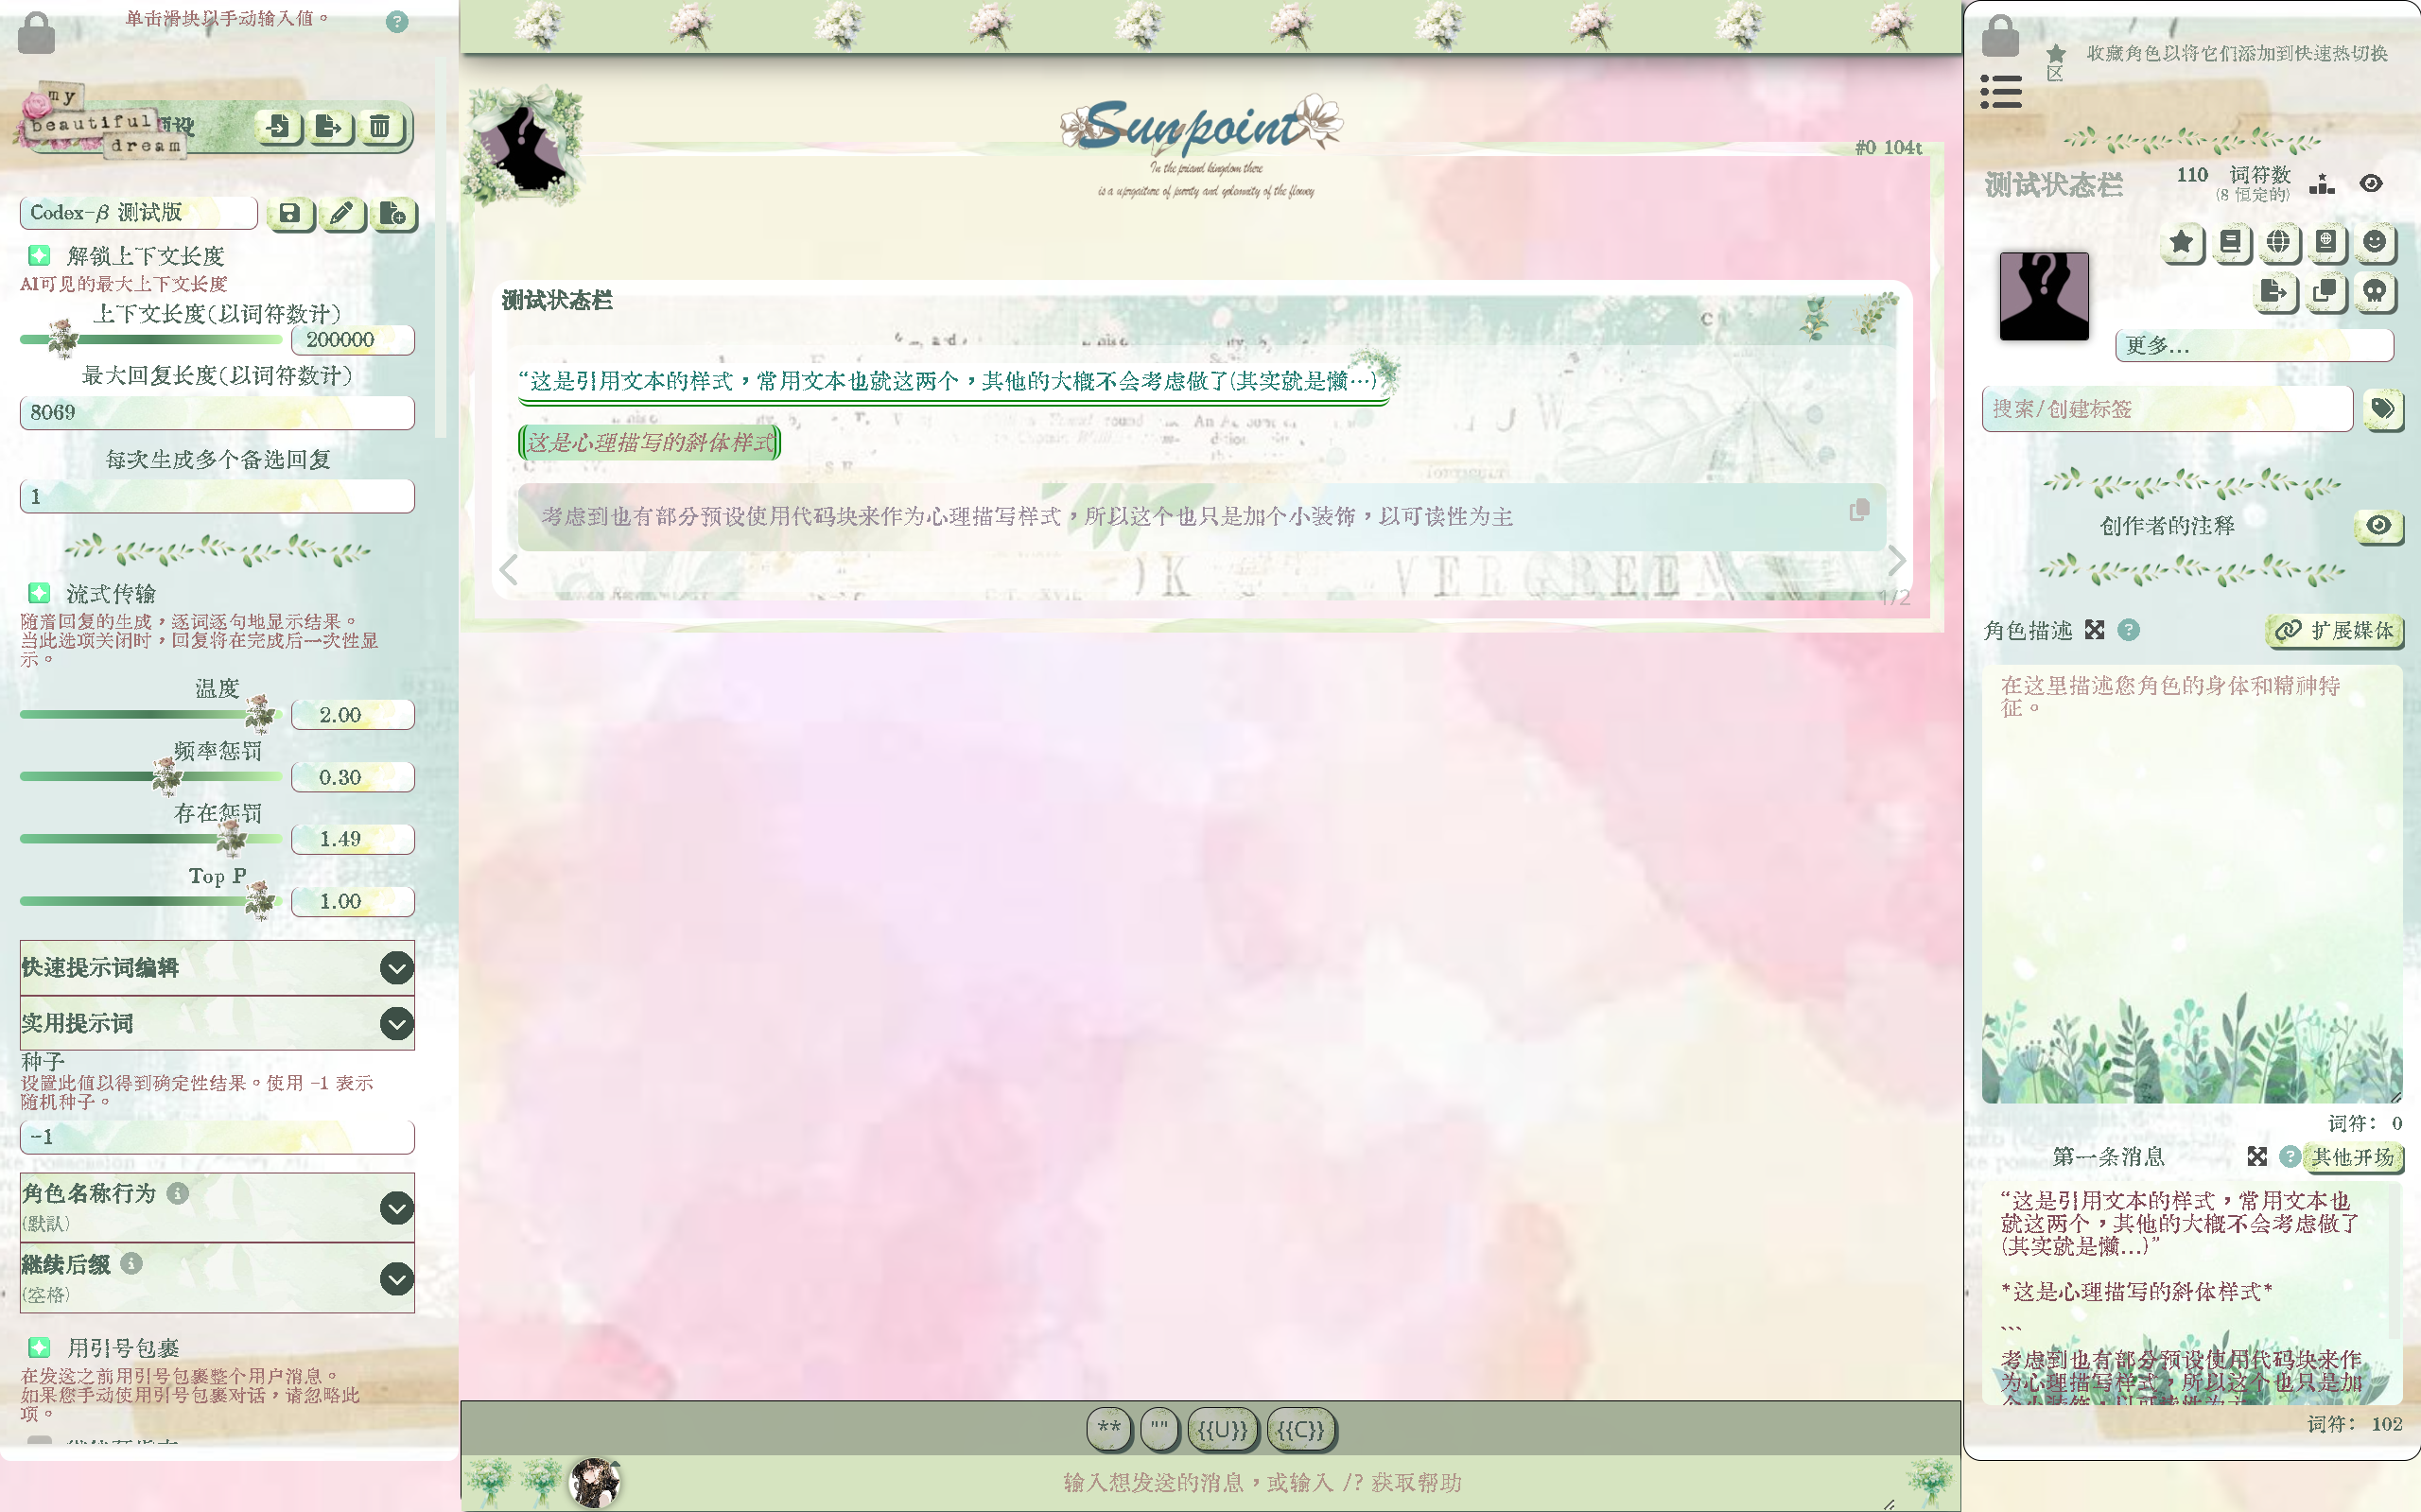 单击滑块以手动输入值。
my
beautiful
dream
预设
Codex-β 测试版
解锁上下文长度
AI可见的最大上下文长度
上下文长度(以词符数计)
200000
最大回复长度(以词符数计)
8069
每次生成多个备选回复
1
流式传输
随着回复的生成，逐词逐句地显示结果。
当此选项关闭时，回复将在完成后一次性显
示。
温度
2.00
频率惩罚
0.30
存在惩罚
1.49
Top P
1.00
快速提示词编辑
实用提示词
种子
设置此值以得到确定性结果。使用 -1 表示
随机种子。
-1
角色名称行为
(默认)
继续后缀
(空格)
用引号包裹
在发送之前用引号包裹整个用户消息。
如果您手动使用引号包裹对话，请忽略此
项。
Sunpoint
In the priand kingdom there
#0 104t
测试状态栏
“这是引用文本的样式，常用文本也就这两个，其他的大概不会考虑做了(其实就是懒…)
这是心理描写的斜体样式
考虑到也有部分预设使用代码块来作为心理描写样式，所以这个也只是加个小装饰，以可读性为主
VERGREEN
1/2
**
""
{{U}}
{{C}}
输入想发送的消息，或输入 /? 获取帮助
收藏角色以将它们添加到快速热切换
区
测试状态栏
110 词符数
(8 恒定的)
更多...
搜索/创建标签
创作者的注释
角色描述
扩展媒体
在这里描述您角色的身体和精神特
征。
词符: 0
第一条消息
其他开场
“这是引用文本的样式，常用文本也
就这两个，其他的大概不会考虑做了
(其实就是懒...)”
*这是心理描写的斜体样式*
```
考虑到也有部分预设使用代码块来作
为心理描写样式，所以这个也只是加
个小装饰，以可读性为主
词符: 102